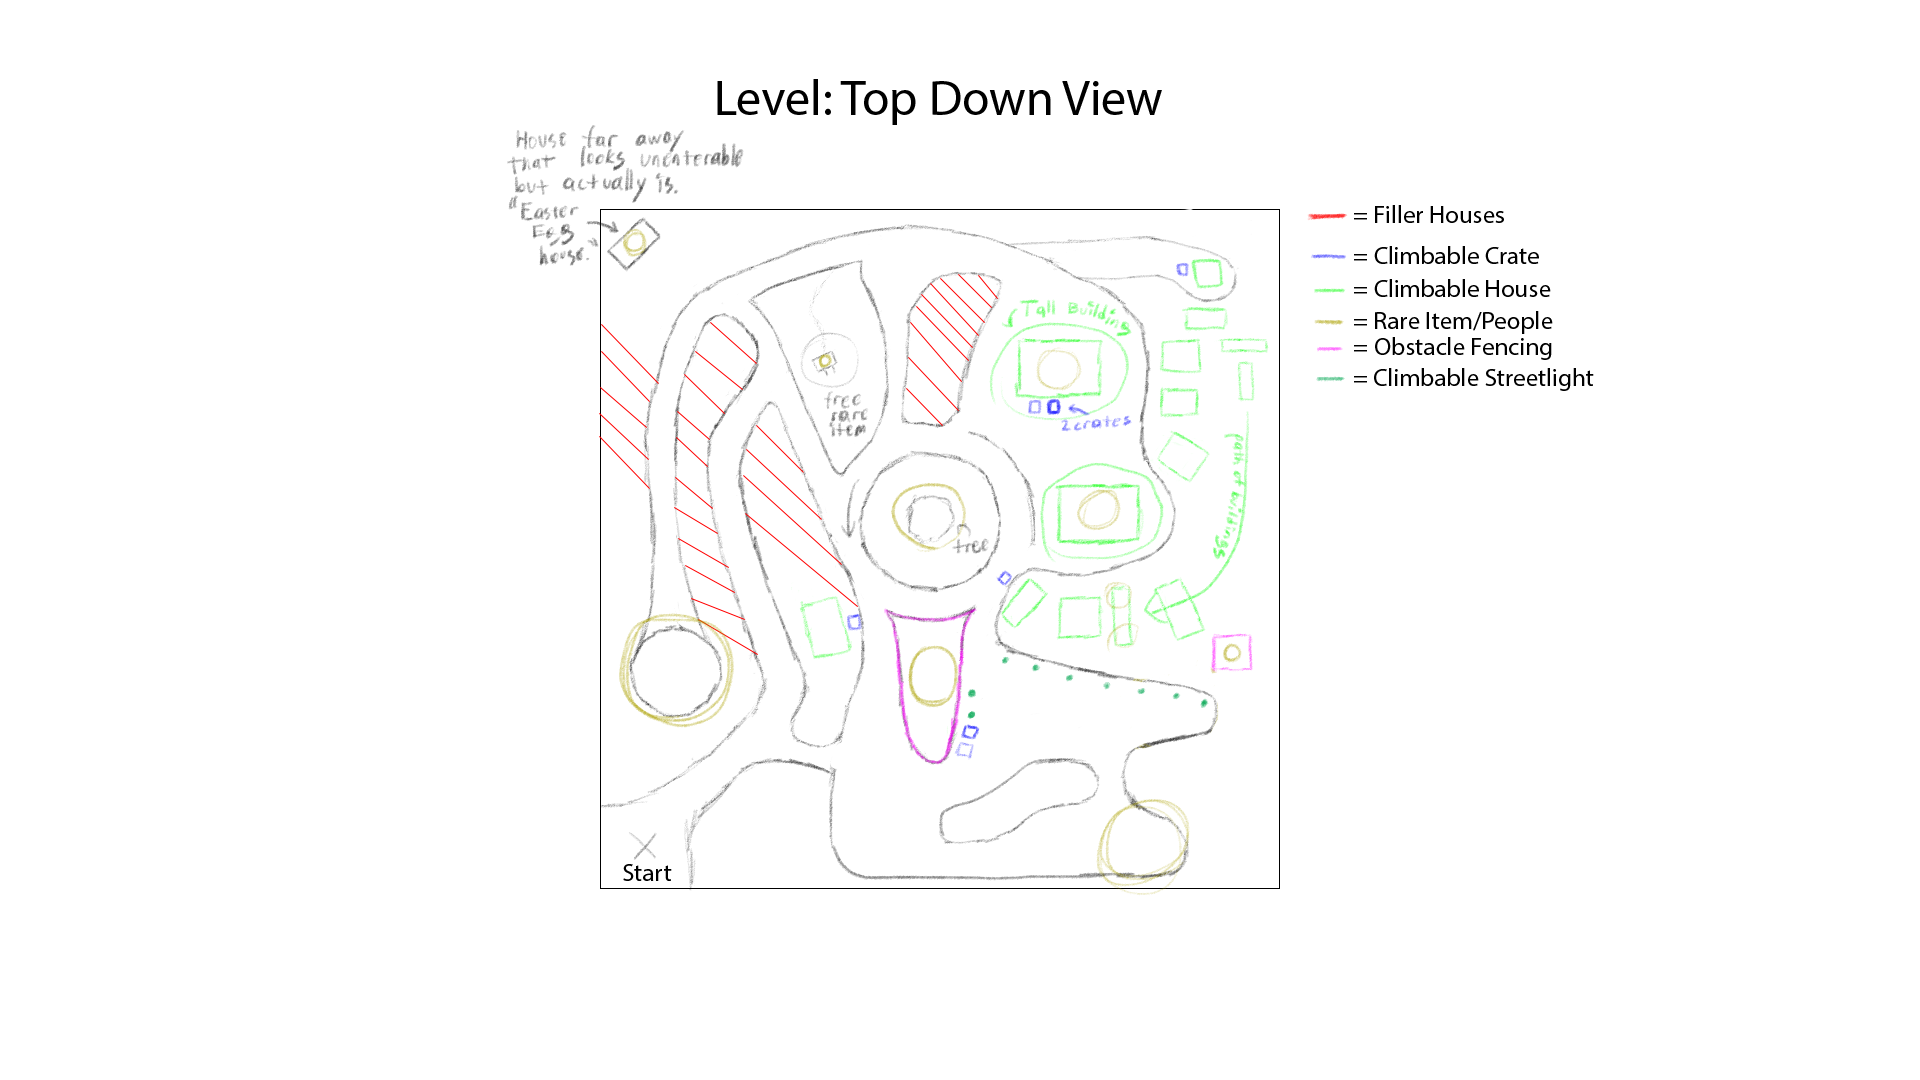 Level: Top Down View
House far away
that looks unenterable
but actually is.
"Easter
Egg
house."
= Filler Houses
= Climbable Crate
= Climbable House
= Rare Item/People
= Obstacle Fencing
= Climbable Streetlight
Tall Building
free
rare
item
2 crates
path of buildings
tree
Start